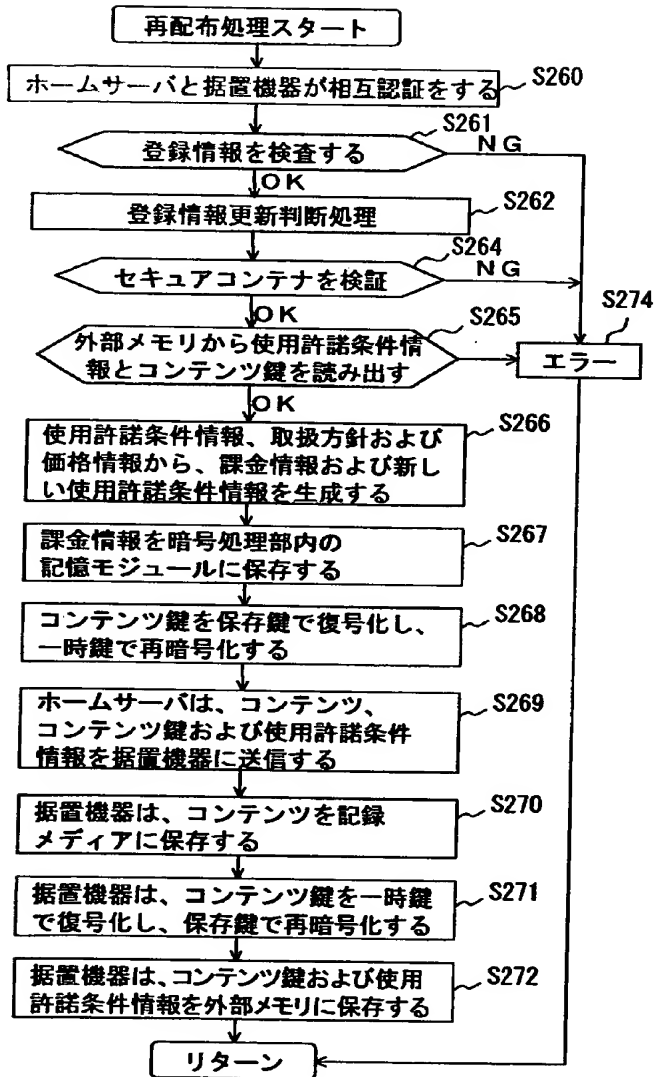 再配布処理スタート
ホームサーバと据置機器が相互認証をする
S260
登録情報を検査する
S261
NG
OK
登録情報更新判断処理
S262
セキュアコンテナを検証
S264
NG
OK
外部メモリから使用許諾条件情
報とコンテンツ鍵を読み出す
S265
エラー
S274
OK
使用許諾条件情報、取扱方針および
価格情報から、課金情報および新し
い使用許諾条件情報を生成する
S266
課金情報を暗号処理部内の
記憶モジュールに保存する
S267
コンテンツ鍵を保存鍵で復号化し、
一時鍵で再暗号化する
S268
ホームサーバは、コンテンツ、
コンテンツ鍵および使用許諾条件
情報を据置機器に送信する
S269
据置機器は、コンテンツを記録
メディアに保存する
S270
据置機器は、コンテンツ鍵を一時鍵
で復号化し、保存鍵で再暗号化する
S271
据置機器は、コンテンツ鍵および使用
許諾条件情報を外部メモリに保存する
S272
リターン